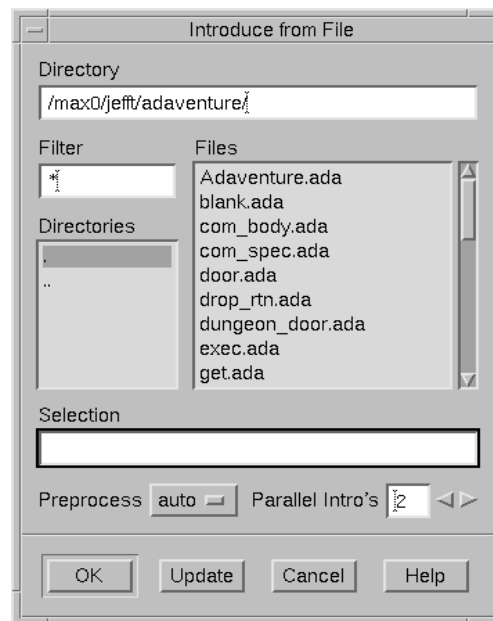 Introduce from File
Directory
/max0/jefft/adaventure/
Filter
*
Files
Adaventure.ada
blank.ada
com_body.ada
com_spec.ada
door.ada
drop_rtn.ada
dungeon_door.ada
exec.ada
get.ada
Directories
.
..
Selection
Preprocess auto Parallel Intro's 2
OK Update Cancel Help